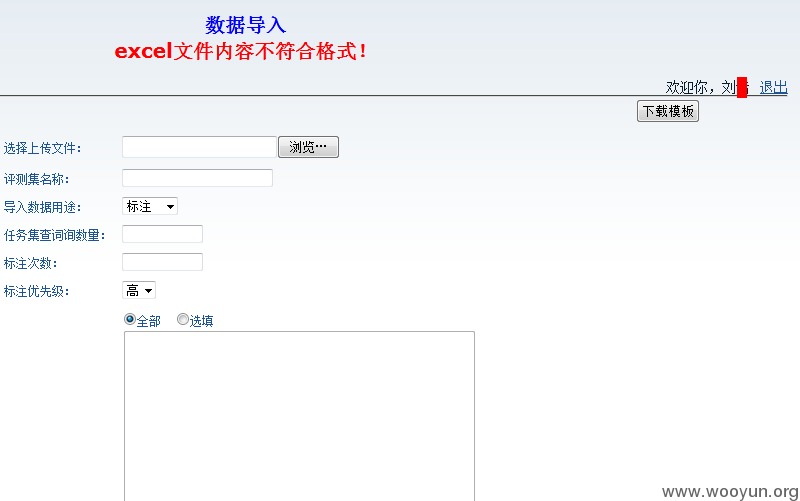 数据导入
excel文件内容不符合格式!
欢迎你，刘 退出
下载模板
选择上传文件： 浏览…
评测集名称：
导入数据用途： 标注
任务集查词询数量：
标注次数：
标注优先级： 高
全部 选填
www.wooyun.org